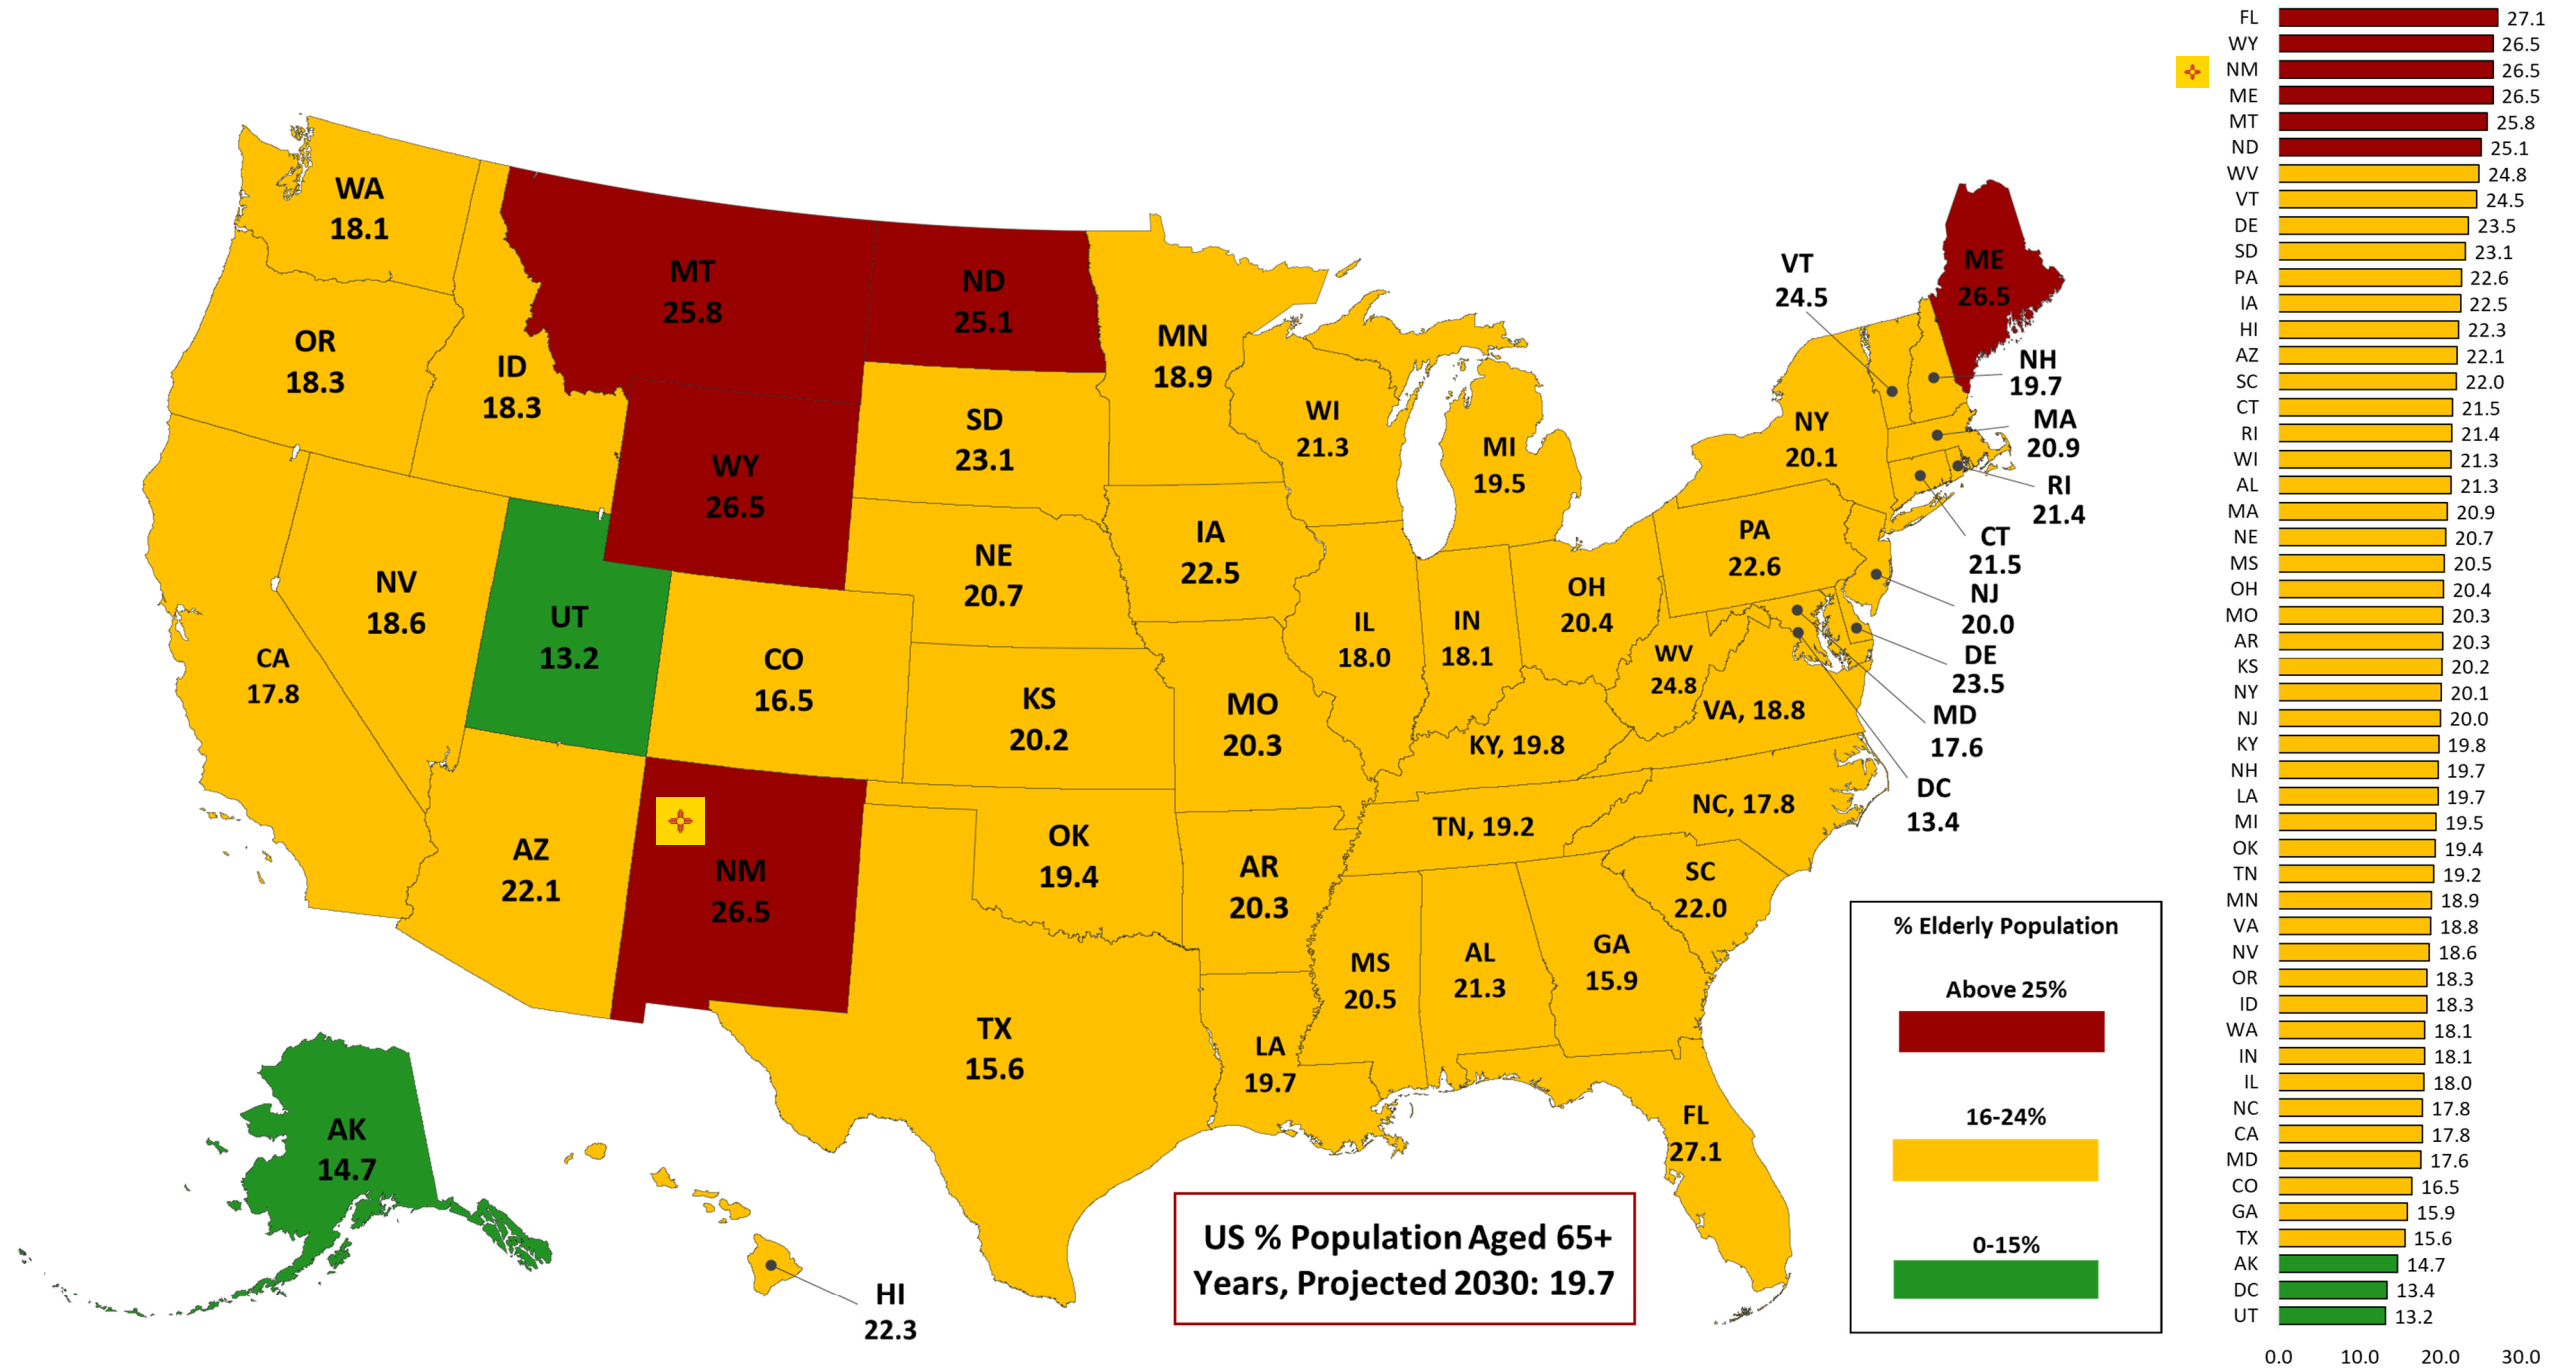 WA
18.1
MT
25.8
ND
25.1
ME
26.5
VT
24.5
OR
18.3
ID
18.3
MN
18.9
NH
19.7
WI
21.3
MI
19.5
NY
20.1
MA
20.9
SD
23.1
WY
26.5
RI
21.4
IA
22.5
PA
22.6
CT
21.5
NE
20.7
NV
18.6
UT
13.2
OH
20.4
NJ
20.0
IL
18.0
IN
18.1
CA
17.8
CO
16.5
WV
24.8
DE
23.5
KS
20.2
MO
20.3
VA, 18.8
MD
17.6
KY, 19.8
DC
13.4
NC, 17.8
TN, 19.2
AZ
22.1
NM
26.5
OK
19.4
AR
20.3
SC
22.0
MS
20.5
AL
21.3
GA
15.9
TX
15.6
LA
19.7
FL
27.1
AK
14.7
HI
22.3
US % Population Aged 65+
Years, Projected 2030: 19.7
% Elderly Population
Above 25%
16-24%
0-15%
FL 27.1
WY 26.5
NM 26.5
ME 26.5
MT 25.8
ND 25.1
WV 24.8
VT 24.5
DE 23.5
SD 23.1
PA 22.6
IA 22.5
HI 22.3
AZ 22.1
SC 22.0
CT 21.5
RI 21.4
WI 21.3
AL 21.3
MA 20.9
NE 20.7
MS 20.5
OH 20.4
MO 20.3
AR 20.3
KS 20.2
NY 20.1
NJ 20.0
KY 19.8
NH 19.7
LA 19.7
MI 19.5
OK 19.4
TN 19.2
MN 18.9
VA 18.8
NV 18.6
OR 18.3
ID 18.3
WA 18.1
IN 18.1
IL 18.0
NC 17.8
CA 17.8
MD 17.6
CO 16.5
GA 15.9
TX 15.6
AK 14.7
DC 13.4
UT 13.2
0.0 10.0 20.0 30.0